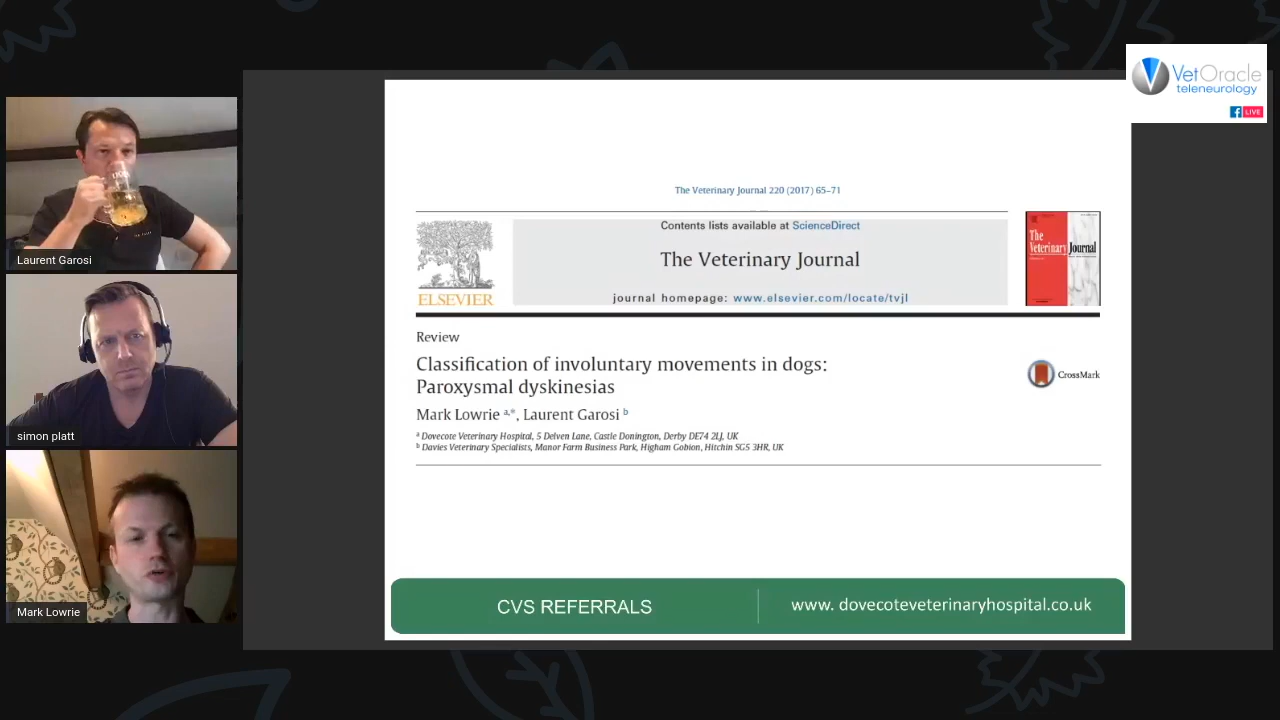 VetOracle
teleneurology
LIVE
Laurent Garosi
simon platt
Mark Lowrie
The Veterinary Journal 220 (2017) 65–71
Contents lists available at ScienceDirect
The Veterinary Journal
journal homepage: www.elsevier.com/locate/tvjl
ELSEVIER
The
Veterinary Journal
Review
Classification of involuntary movements in dogs:
Paroxysmal dyskinesias
CrossMark
Mark Lowrie a,*, Laurent Garosi b
a Dovecote Veterinary Hospital, 5 Delven Lane, Castle Donington, Derby DE74 2LJ, UK
b Davies Veterinary Specialists, Manor Farm Business Park, Higham Gobion, Hitchin SG5 3HR, UK
CVS REFERRALS
www. dovecoteveterinaryhospital.co.uk